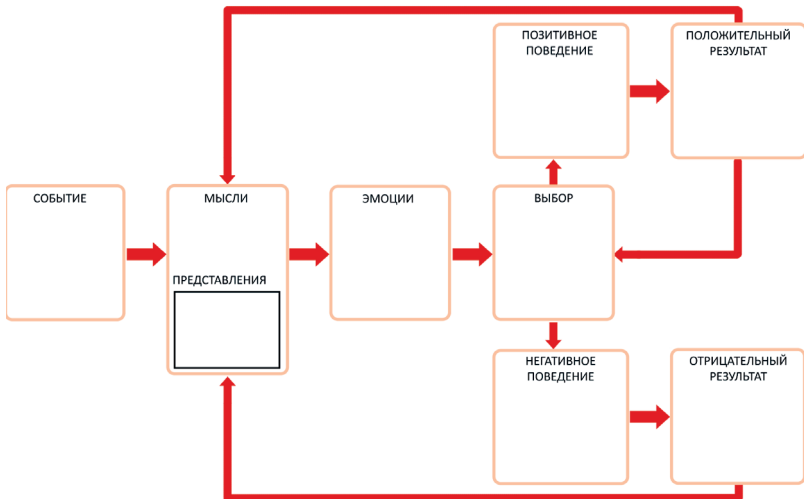 ПОЗИТИВНОЕ
ПОВЕДЕНИЕ
ПОЛОЖИТЕЛЬНЫЙ
РЕЗУЛЬТАТ
СОБЫТИЕ
МЫСЛИ
ЭМОЦИИ
ВЫБОР
ПРЕДСТАВЛЕНИЯ
НЕГАТИВНОЕ
ПОВЕДЕНИЕ
ОТРИЦАТЕЛЬНЫЙ
РЕЗУЛЬТАТ